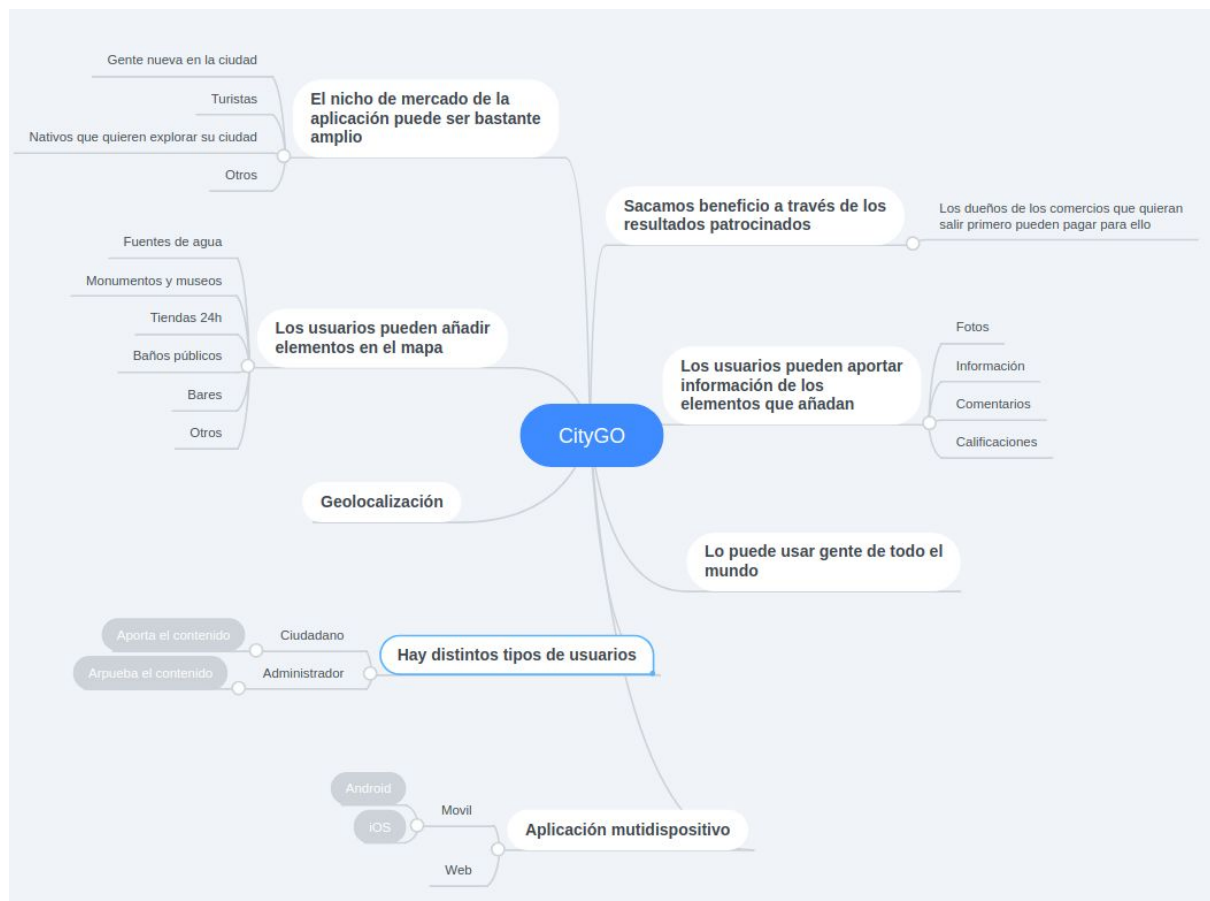 Gente nueva en la ciudad
Turistas
Nativos que quieren explorar su ciudad
Otros
El nicho de mercado de la
aplicación puede ser bastante
amplio
Sacamos beneficio a través de los
resultados patrocinados
Los dueños de los comercios que quieran
salir primero pueden pagar para ello
Fuentes de agua
Monumentos y museos
Tiendas 24h
Baños públicos
Bares
Otros
Los usuarios pueden añadir
elementos en el mapa
Los usuarios pueden aportar
información de los
elementos que añadan
Fotos
Información
Comentarios
Calificaciones
CityGO
Geolocalización
Lo puede usar gente de todo el
mundo
Aporta el contenido
Ciudadano
Arpueba el contenido
Administrador
Hay distintos tipos de usuarios
Android
iOS
Movil
Web
Aplicación mutidispositivo